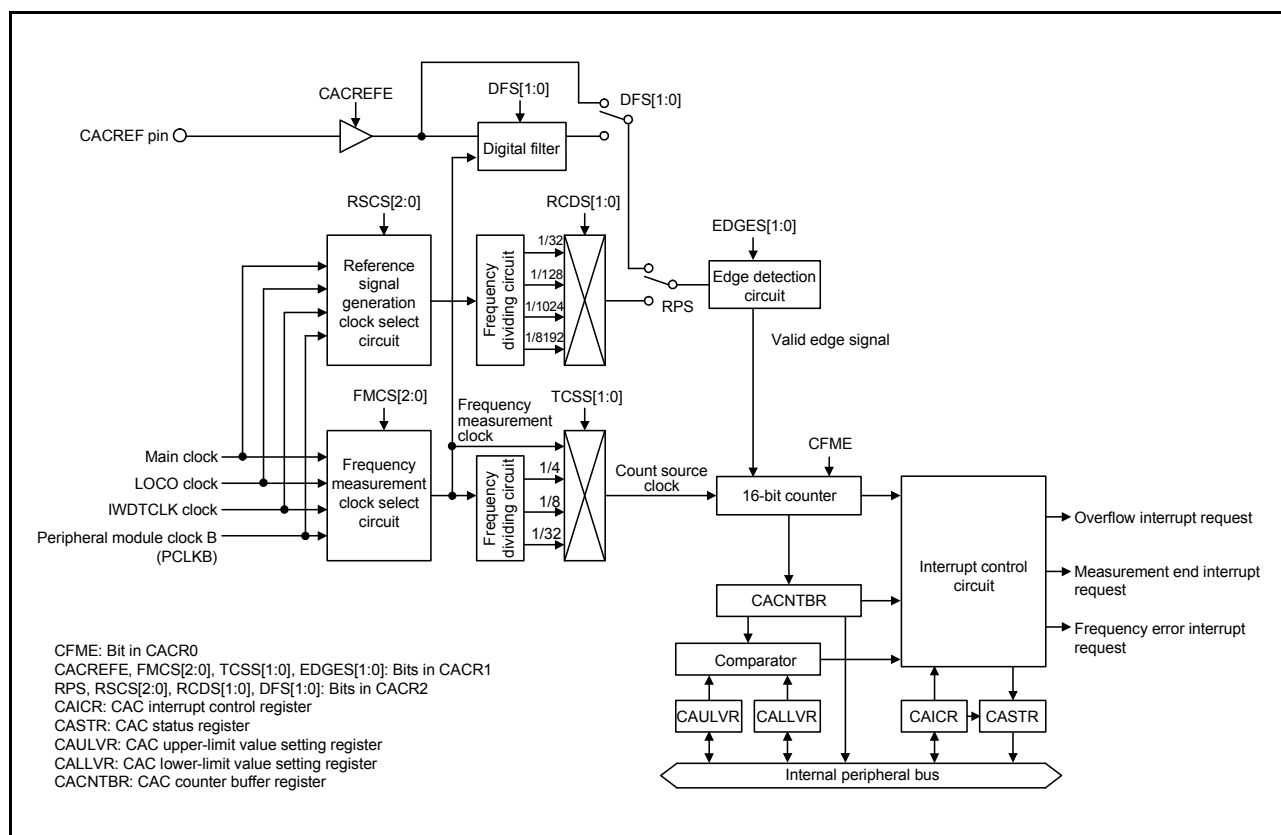 CACREFE
DFS[1:0]
DFS[1:0]
CACREF pin
Digital filter
RSCS[2:0]
RCDS[1:0]
EDGES[1:0]
Reference
signal
generation
clock select
circuit
Frequency
dividing circuit
1/32
1/128
1/1024
1/8192
RPS
Edge detection
circuit
Valid edge signal
FMCS[2:0]
Frequency
measurement
clock
TCSS[1:0]
CFME
Main clock
LOCO clock
IWDTCLK clock
Peripheral module clock B
(PCLKB)
Frequency
measurement
clock select
circuit
Frequency
dividing circuit
1/4
1/8
1/32
Count source
clock
16-bit counter
Interrupt control
circuit
Overflow interrupt request
Measurement end interrupt
request
Frequency error interrupt
request
CACNTBR
Comparator
CAULVR
CALLVR
CAICR
CASTR
Internal peripheral bus
CFME: Bit in CACR0
CACREFE, FMCS[2:0], TCSS[1:0], EDGES[1:0]: Bits in CACR1
RPS, RSCS[2:0], RCDS[1:0], DFS[1:0]: Bits in CACR2
CAICR: CAC interrupt control register
CASTR: CAC status register
CAULVR: CAC upper-limit value setting register
CALLVR: CAC lower-limit value setting register
CACNTBR: CAC counter buffer register